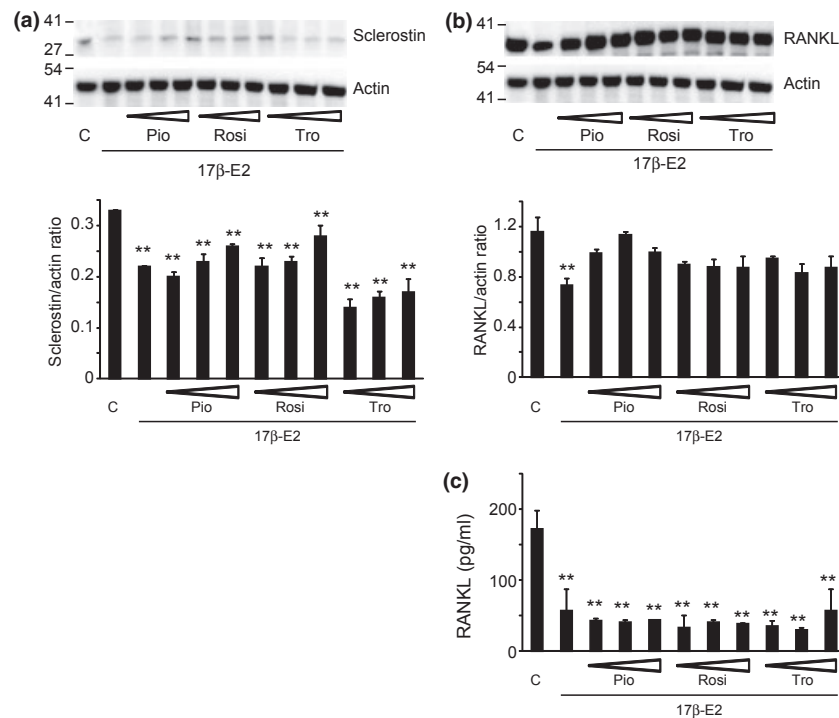 (a)
41
27
Sclerostin
54
41
Actin
C Pio Rosi Tro
17β-E2
Sclerostin/actin ratio
0.3
0.2
0.1
0
** ** ** ** ** ** ** ** ** **
C Pio Rosi Tro
17β-E2
(b)
41
27
RANKL
54
41
Actin
C Pio Rosi Tro
17β-E2
RANKL/actin ratio
1.2
0.8
0.4
0
**
C Pio Rosi Tro
17β-E2
(c)
RANKL (pg/ml)
200
100
50
0
** ** ** ** ** ** ** ** ** **
C Pio Rosi Tro
17β-E2